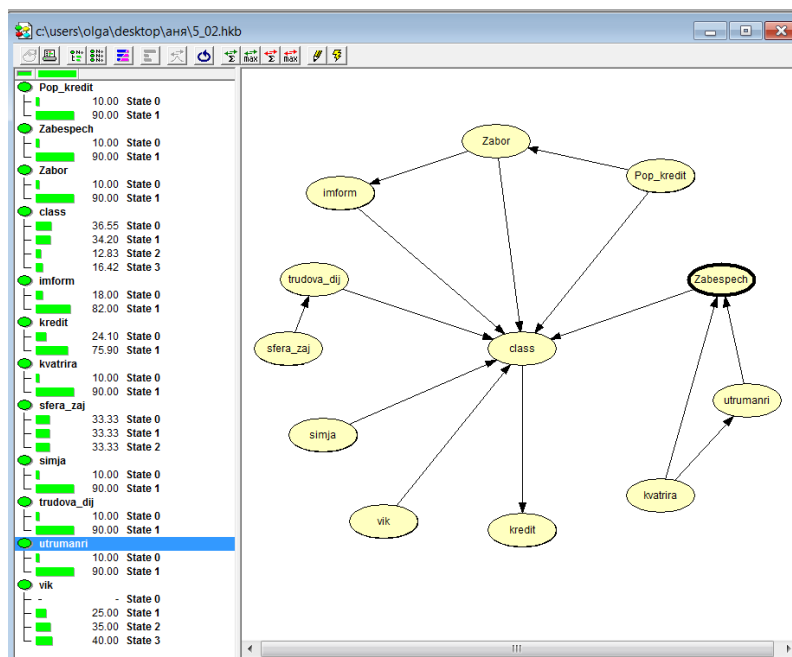 c:\users\olga\desktop\аня\5_02.hkb
Σ max Σ max
Pop_kredit
10.00 State 0
90.00 State 1
Zabespech
10.00 State 0
90.00 State 1
Zabor
10.00 State 0
90.00 State 1
class
36.55 State 0
34.20 State 1
12.83 State 2
16.42 State 3
imform
18.00 State 0
82.00 State 1
kredit
24.10 State 0
75.90 State 1
kvatrira
10.00 State 0
90.00 State 1
sfera_zaj
33.33 State 0
33.33 State 1
33.33 State 2
simja
10.00 State 0
90.00 State 1
trudova_dij
10.00 State 0
90.00 State 1
utrumanri
10.00 State 0
90.00 State 1
vik
- - State 0
25.00 State 1
35.00 State 2
40.00 State 3
Zabor
Pop_kredit
imform
trudova_dij
Zabespech
sfera_zaj
class
utrumanri
simja
kvatrira
vik
kredit